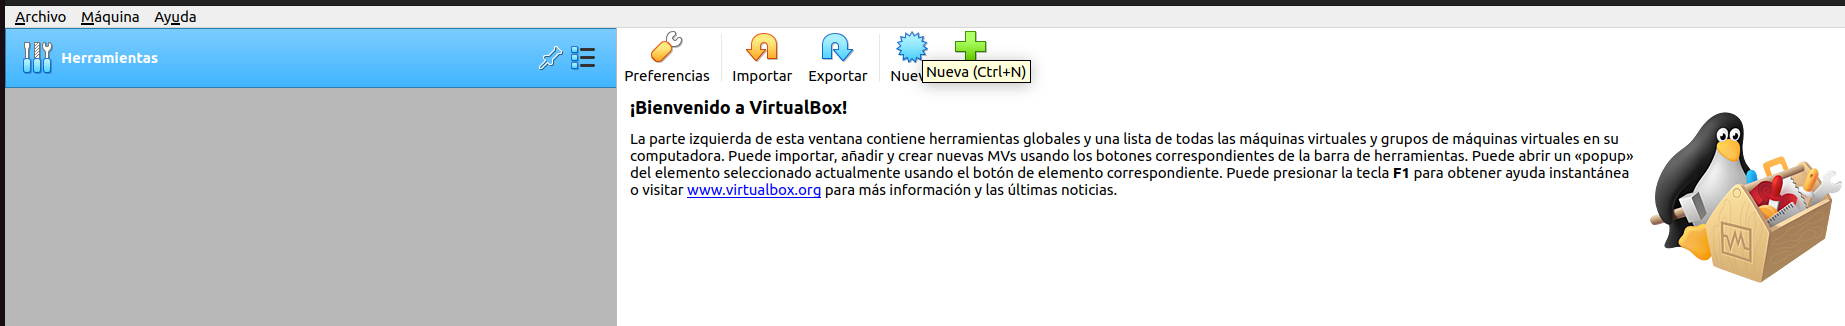 Archivo Máquina Ayuda
Herramientas
Preferencias Importar Exportar
Nueva (Ctrl+N)
¡Bienvenido a VirtualBox!
La parte izquierda de esta ventana contiene herramientas globales y una lista de todas las máquinas virtuales y grupos de máquinas virtuales en su
computadora. Puede importar, añadir y crear nuevas MVs usando los botones correspondientes de la barra de herramientas. Puede abrir un «popup»
del elemento seleccionado actualmente usando el botón de elemento correspondiente. Puede presionar la tecla F1 para obtener ayuda instantánea
o visitar www.virtualbox.org para más información y las últimas noticias.